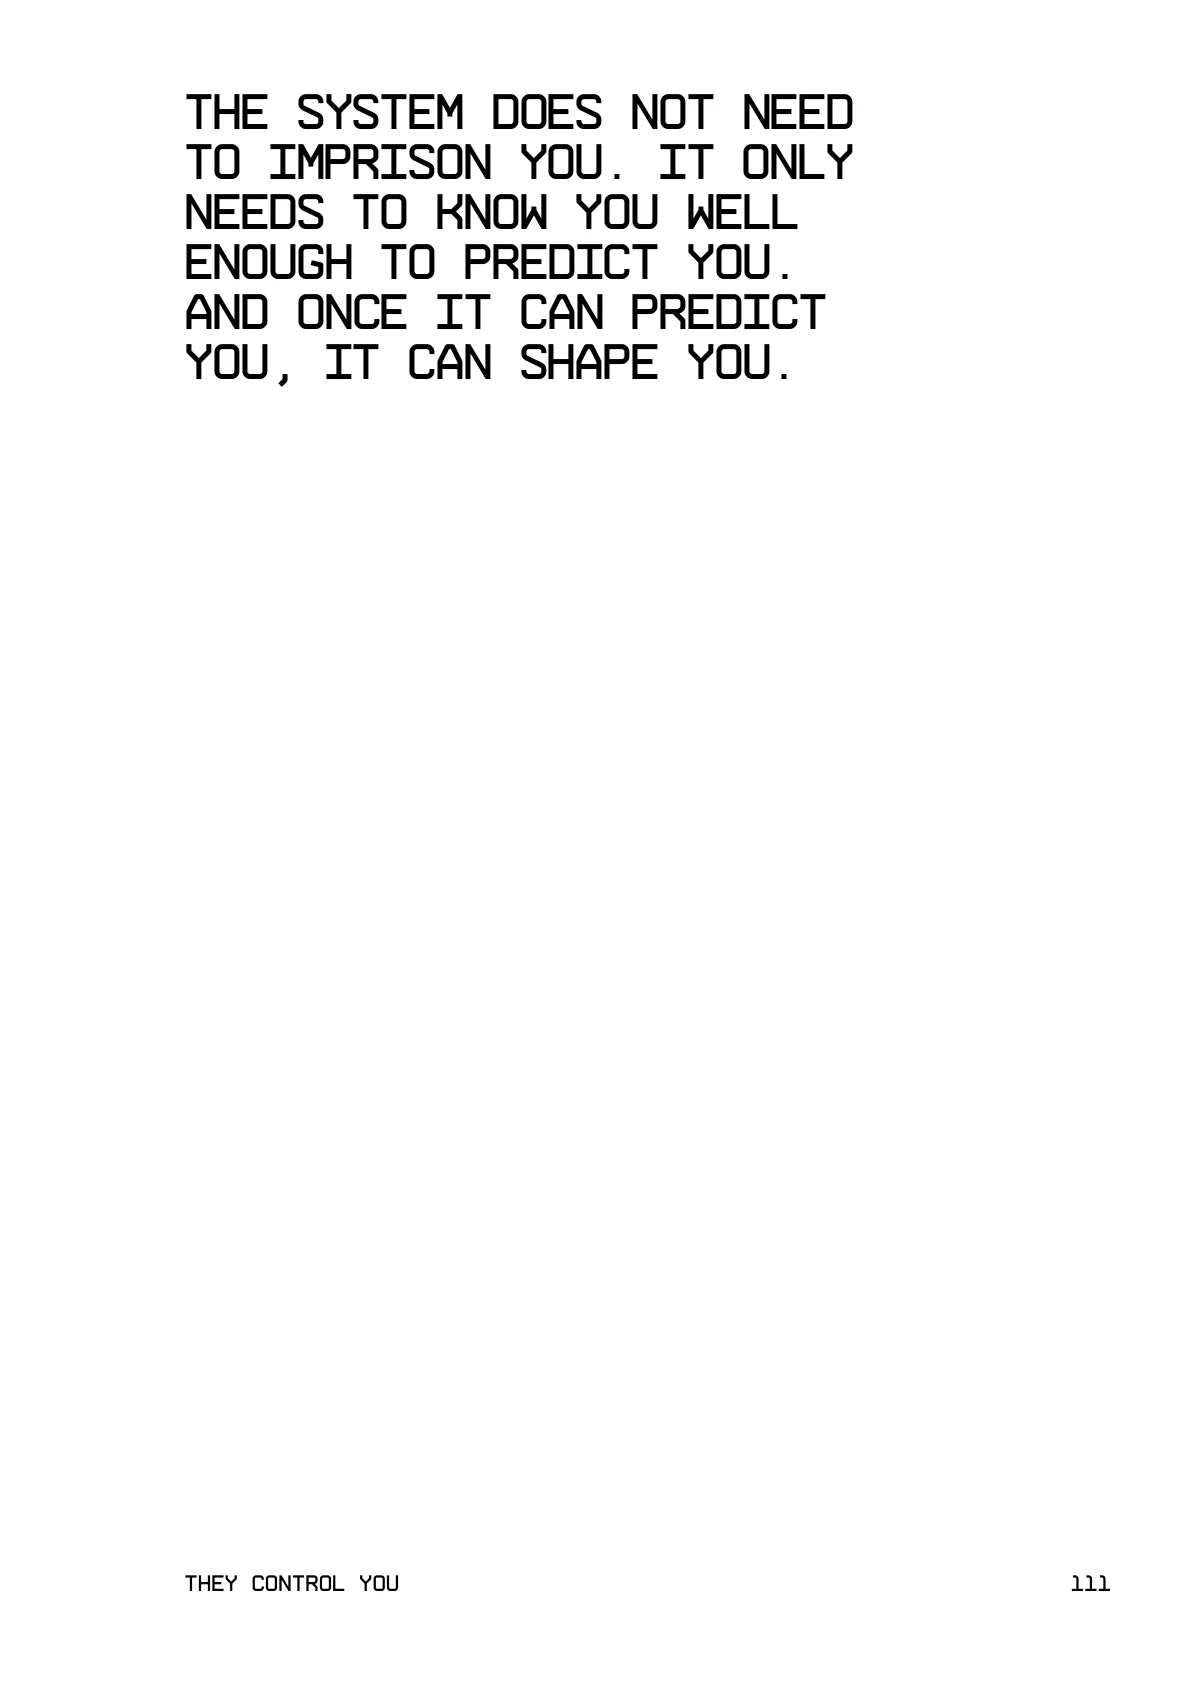 THE SYSTEM DOES NOT NEED
TO IMPRISON YOU. IT ONLY
NEEDS TO KNOW YOU WELL
ENOUGH TO PREDICT YOU.
AND ONCE IT CAN PREDICT
YOU, IT CAN SHAPE YOU.
THEY CONTROL YOU
111